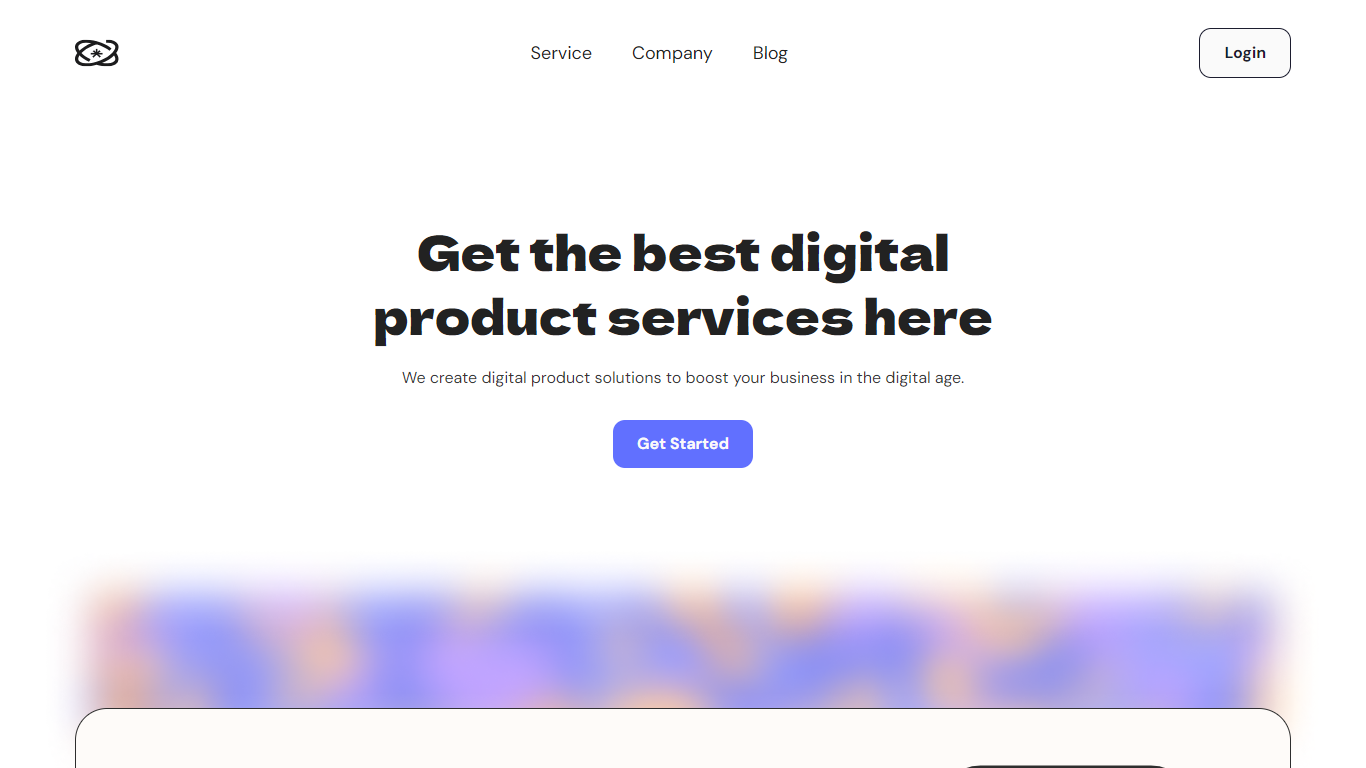 Service
Company
Blog
Login
Get the best digital
product services here
We create digital product solutions to boost your business in the digital age.
Get Started